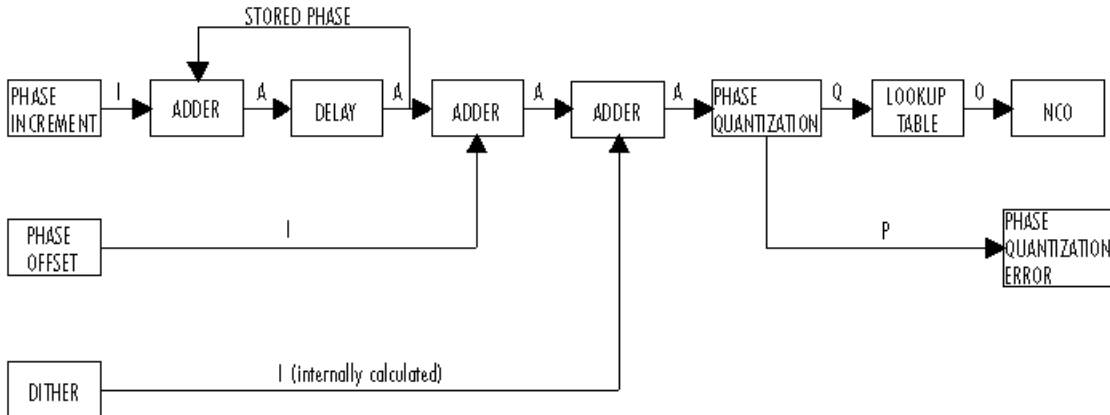 STORED PHASE
PHASE
INCREMENT
I
ADDER
A
DELAY
A
ADDER
A
ADDER
A
PHASE
QUANTIZATION
Q
LOOKUP
TABLE
O
NCO
PHASE
OFFSET
I
P
PHASE
QUANTIZATION
ERROR
DITHER
I (internally calculated)